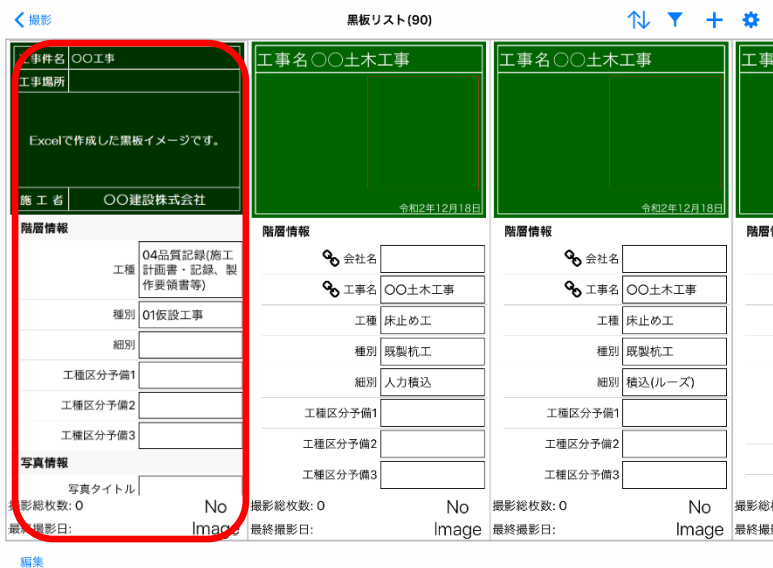 撮影
黒板リスト(90)
工事件名 〇〇工事
工事場所
Excelで作成した黒板イメージです。
施工者 〇〇建設株式会社
階層情報
工種 04品質記録(施工
計画書・記録、製
作要領書等)
種別 01仮設工事
細別
工種区分予備1
工種区分予備2
工種区分予備3
写真情報
写真タイトル
撮影総枚数: 0
最終撮影日:
No
Image
工事名〇〇土木工事
令和2年12月18日
階層情報
会社名
工事名 〇〇土木工事
工種 床止め工
種別 既製杭工
細別 人力積込
工種区分予備1
工種区分予備2
工種区分予備3
撮影総枚数: 0
最終撮影日:
No
Image
工事名〇〇土木工事
令和2年12月18日
階層情報
会社名
工事名 〇〇土木工事
工種 床止め工
種別 既製杭工
細別 積込(ルーズ)
工種区分予備1
工種区分予備2
工種区分予備3
撮影総枚数: 0
最終撮影日:
No
Image
工事
階層情
撮影総
最終撮
編集